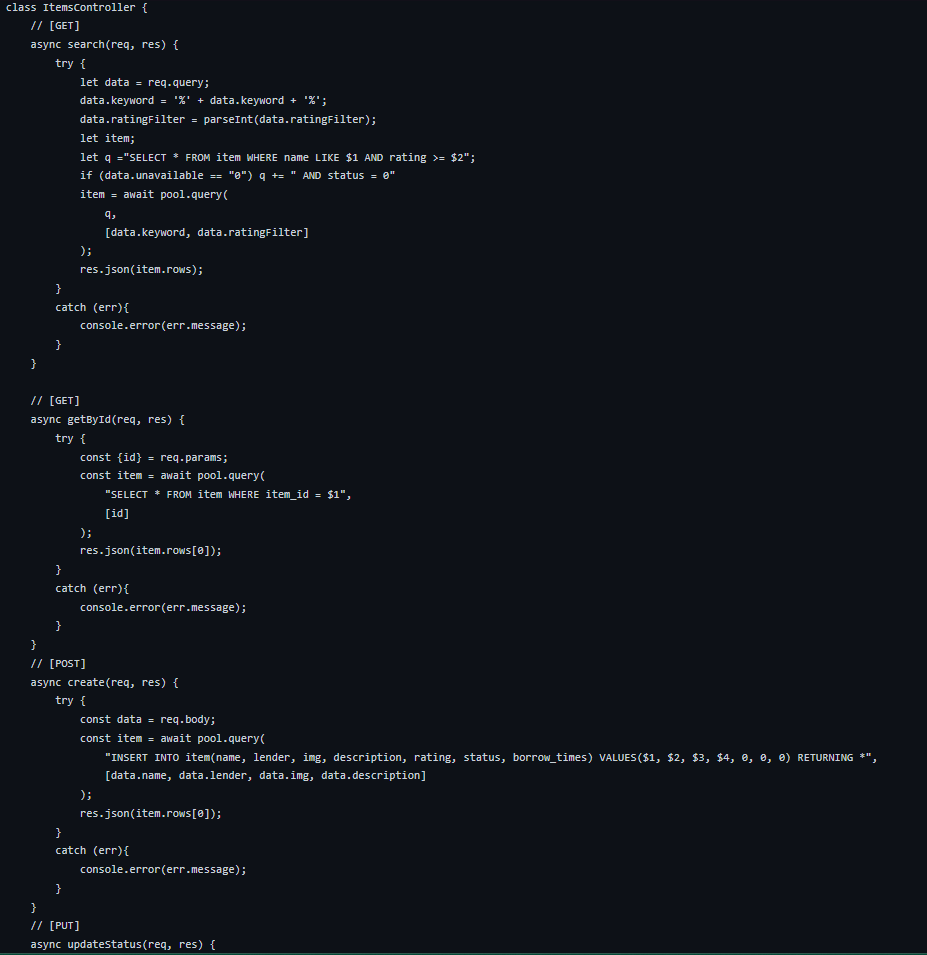 class ItemsController {
    // [GET]
    async search(req, res) {
        try {
            let data = req.query;
            data.keyword = '%' + data.keyword + '%';
            data.ratingFilter = parseInt(data.ratingFilter);
            let item;
            let q ="SELECT * FROM item WHERE name LIKE $1 AND rating >= $2";
            if (data.unavailable == "0") q += " AND status = 0"
            item = await pool.query(
                q,
                [data.keyword, data.ratingFilter]
            );
            res.json(item.rows);
        }
        catch (err){
            console.error(err.message);
        }
    }

    // [GET]
    async getById(req, res) {
        try {
            const {id} = req.params;
            const item = await pool.query(
                "SELECT * FROM item WHERE item_id = $1",
                [id]
            );
            res.json(item.rows[0]);
        }
        catch (err){
            console.error(err.message);
        }
    }
    // [POST]
    async create(req, res) {
        try {
            const data = req.body;
            const item = await pool.query(
                "INSERT INTO item(name, lender, img, description, rating, status, borrow_times) VALUES($1, $2, $3, $4, 0, 0, 0) RETURNING *",
                [data.name, data.lender, data.img, data.description]
            );
            res.json(item.rows[0]);
        }
        catch (err){
            console.error(err.message);
        }
    }
    // [PUT]
    async updateStatus(req, res) {